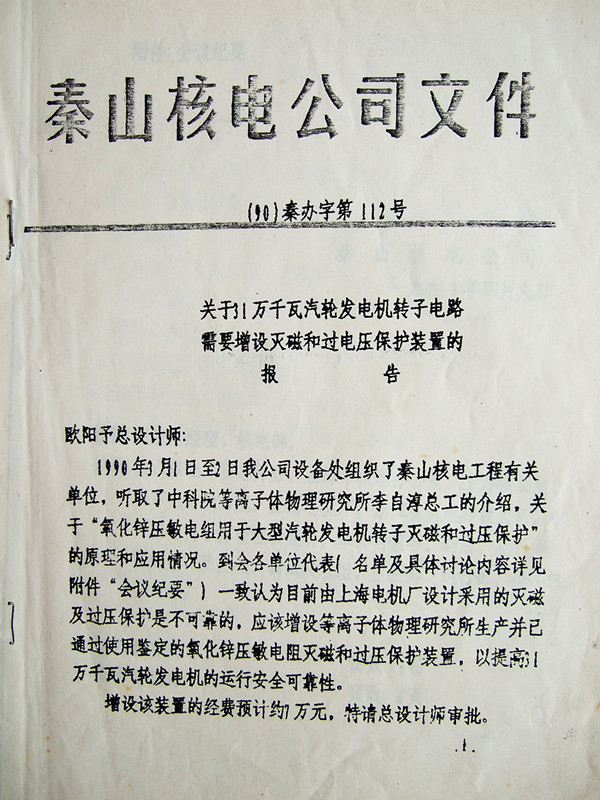 秦山核电公司文件
(90)秦办字第112号
关于31万千瓦汽轮发电机转子电路
需要增设灭磁和过电压保护装置的
报 告
欧阳予总设计师:
1990年3月1日至2日我公司设备处组织了秦山核电工程有关
单位,听取了中科院等离子体物理研究所李自淳总工的介绍,关
于“氧化锌压敏电组用于大型汽轮发电机转子灭磁和过压保护”
的原理和应用情况。到会各单位代表( 名单及具体讨论内容详见
附件“会议纪要”)一致认为目前由上海电机厂设计采用的灭磁
及过压保护是不可靠的,应该增设等离子体物理研究所生产并已
通过使用鉴定的氧化锌压敏电阻灭磁和过压保护装置,以提高31
万千瓦汽轮发电机的运行安全可靠性。
增设该装置的经费预计约7万元,特请总设计师审批。
.1.